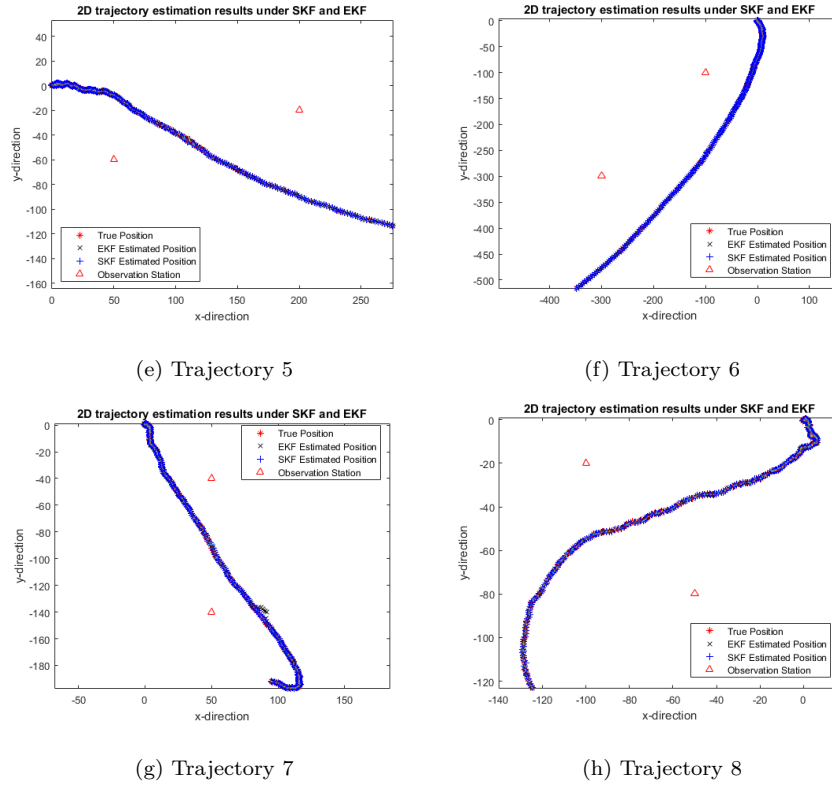 2D trajectory estimation results under SKF and EKF
40
20
0
-20
-40
-60
-80
-100
-120
-140
-160
y-direction
True Position
EKF Estimated Position
SKF Estimated Position
Observation Station
0 50 100 150 200 250
x-direction
(e) Trajectory 5
2D trajectory estimation results under SKF and EKF
0
-50
-100
-150
-200
-250
-300
-350
-400
-450
-500
y-direction
True Position
EKF Estimated Position
SKF Estimated Position
Observation Station
-400 -300 -200 -100 0 100
x-direction
(f) Trajectory 6
2D trajectory estimation results under SKF and EKF
True Position
EKF Estimated Position
SKF Estimated Position
Observation Station
0
-20
-40
-60
-80
-100
-120
-140
-160
-180
y-direction
-50 0 50 100 150
x-direction
(g) Trajectory 7
2D trajectory estimation results under SKF and EKF
0
-20
-40
-60
-80
-100
-120
y-direction
True Position
EKF Estimated Position
SKF Estimated Position
Observation Station
-140 -120 -100 -80 -60 -40 -20 0
x-direction
(h) Trajectory 8